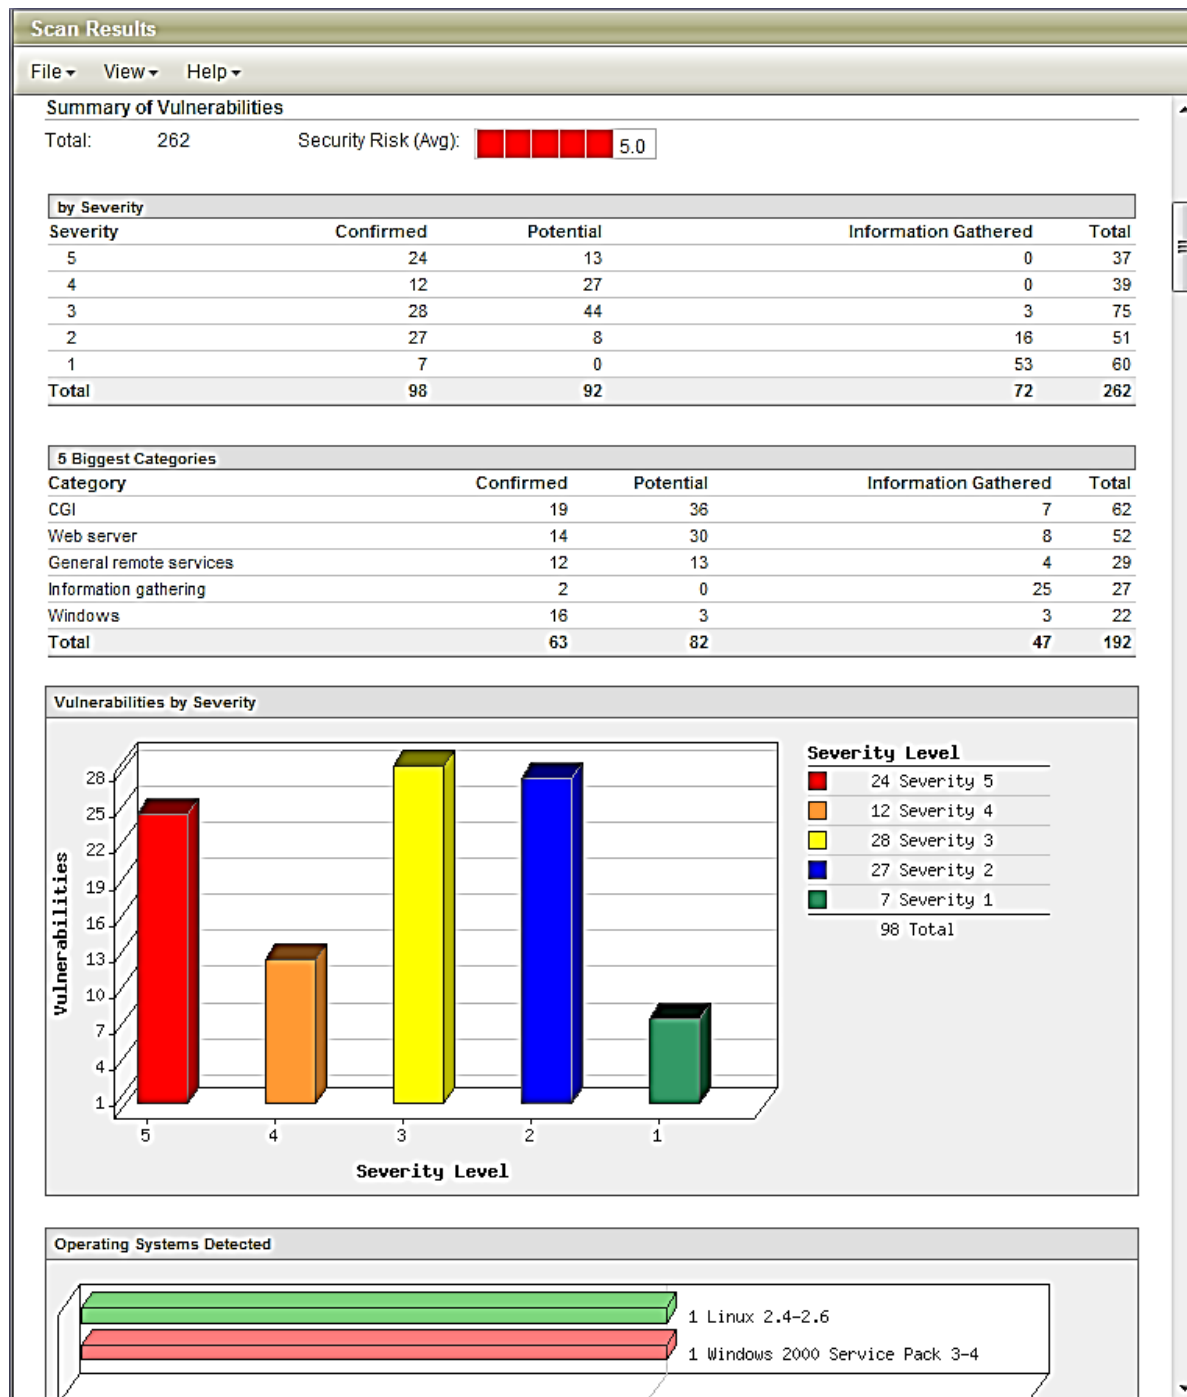 Scan Results
File View Help
Summary of Vulnerabilities
Total: 262 Security Risk (Avg): 5.0
by Severity
Severity Confirmed Potential Information Gathered Total
5 24 13 0 37
4 12 27 0 39
3 28 44 3 75
2 27 8 16 51
1 7 0 53 60
Total 98 92 72 262
5 Biggest Categories
Category Confirmed Potential Information Gathered Total
CGI 19 36 7 62
Web server 14 30 8 52
General remote services 12 13 4 29
Information gathering 2 0 25 27
Windows 16 3 3 22
Total 63 82 47 192
Vulnerabilities by Severity
Vulnerabilities
28
25
22
19
16
13
10
7
4
1
5 4 3 2 1
Severity Level
Severity Level
24 Severity 5
12 Severity 4
28 Severity 3
27 Severity 2
7 Severity 1
98 Total
Operating Systems Detected
1 Linux 2.4-2.6
1 Windows 2000 Service Pack 3-4